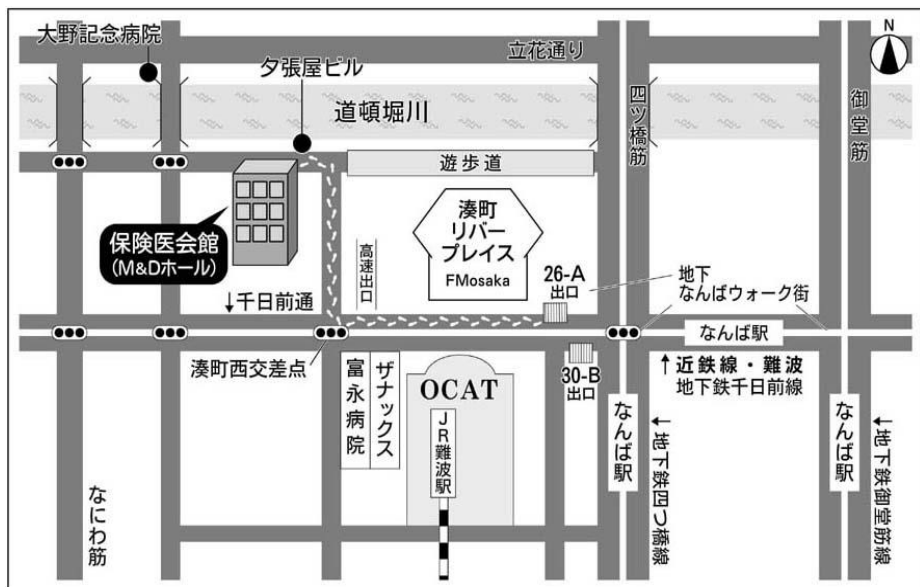 大野記念病院
立花通り
N
夕張屋ビル
道頓堀川
四ツ橋筋
御堂筋
遊歩道
保険医会館
(M&Dホール)
湊町
リバー
プレイス
FMosaka
高速出口
26-A
出口
地下
なんばウォーク街
↓千日前通
なんば駅
湊町西交差点
富永病院
ザナックス
OCAT
JR難波駅
30-B
出口
↑近鉄線・難波
地下鉄千日前線
なんば駅
←地下鉄四つ橋線
なんば駅
←地下鉄御堂筋線
なにわ筋